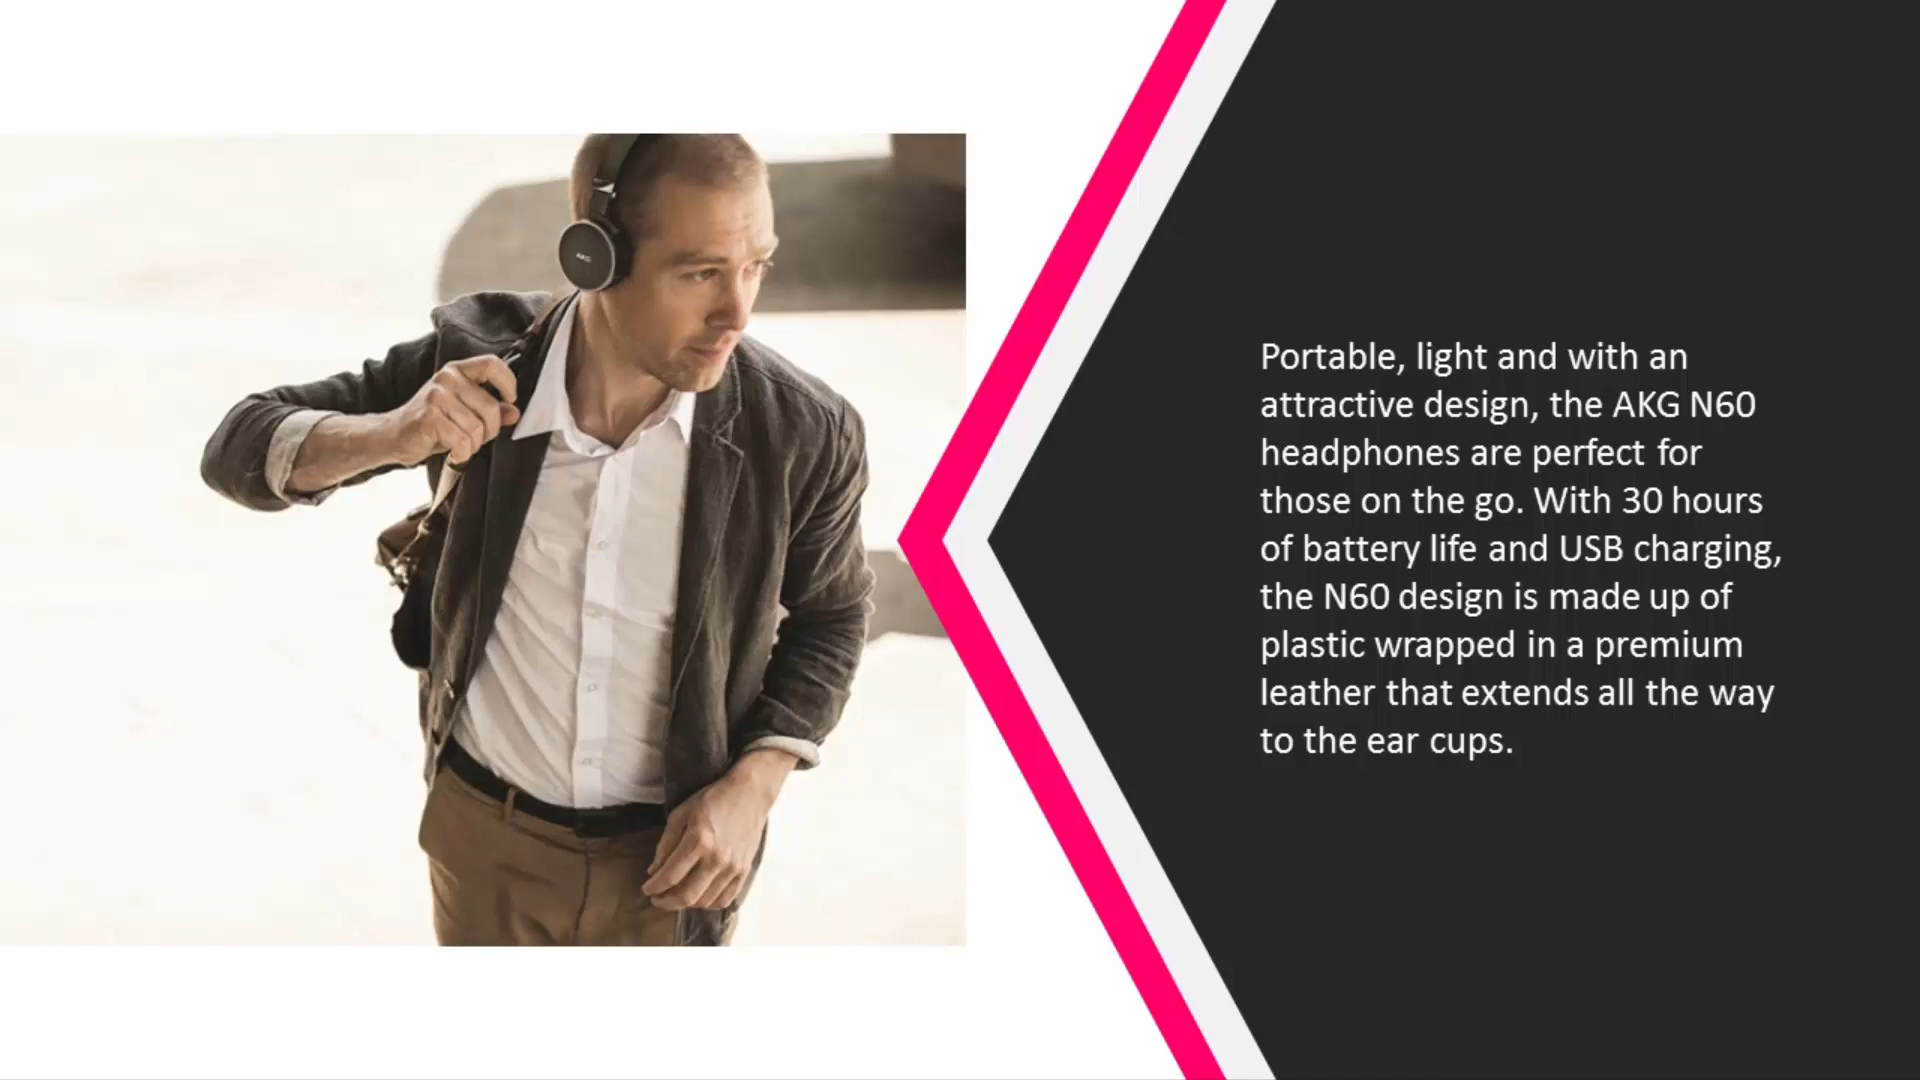 AKG
Portable, light and with an
attractive design, the AKG N60
headphones are perfect for
those on the go. With 30 hours
of battery life and USB charging,
the N60 design is made up of
plastic wrapped in a premium
leather that extends all the way
to the ear cups.